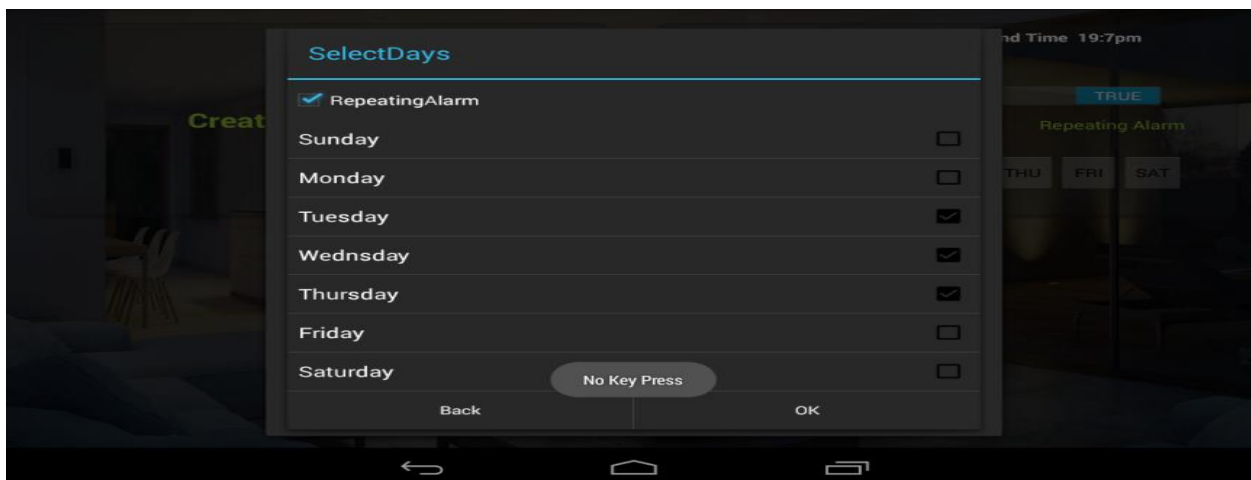 SelectDays
nd Time 19:7pm
RepeatingAlarm
TRUE
Creat
Repeating Alarm
Sunday
Monday
THU FRI SAT
Tuesday
Wednsday
Thursday
Friday
Saturday
No Key Press
Back OK